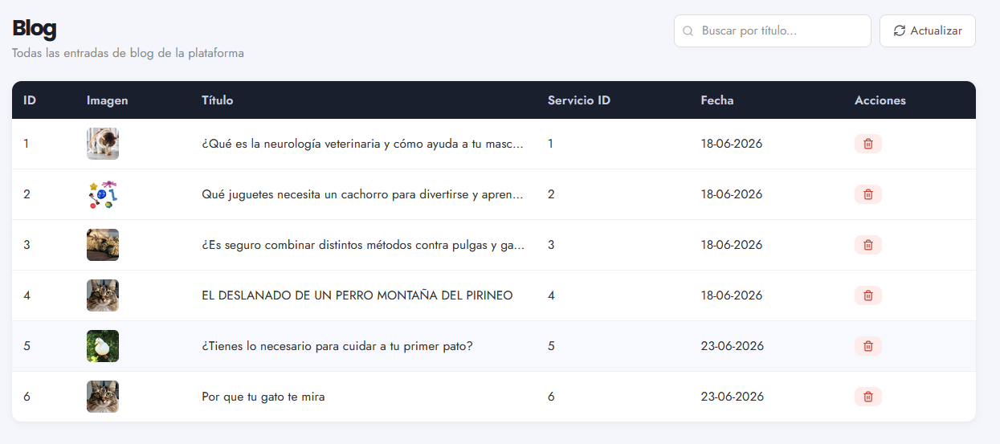 Blog
Todas las entradas de blog de la plataforma
Buscar por título...
Actualizar
ID Imagen Título Servicio ID Fecha Acciones
1 ¿Qué es la neurología veterinaria y cómo ayuda a tu masc... 1 18-06-2026
2 Qué juguetes necesita un cachorro para divertirse y apren... 2 18-06-2026
3 ¿Es seguro combinar distintos métodos contra pulgas y ga... 3 18-06-2026
4 EL DESLANADO DE UN PERRO MONTAÑA DEL PIRINEO 4 18-06-2026
5 ¿Tienes lo necesario para cuidar a tu primer pato? 5 23-06-2026
6 Por que tu gato te mira 6 23-06-2026